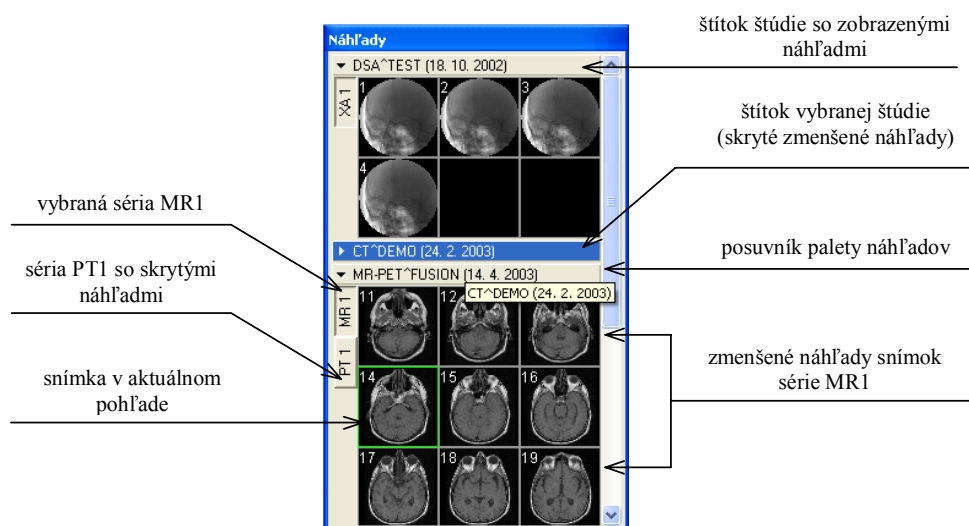 štítok štúdie so zobrazenými
náhľadmi
Náhľady
DSA^TEST (18. 10. 2002)
XA 1
1
2
3
4
štítok vybranej štúdie
(skryté zmenšené náhľady)
vybraná séria MR1
CT^DEMO (24. 2. 2003)
posuvník palety náhľadov
séria PT1 so skrytými
náhľadmi
MR-PET^FUSION (14. 4. 2003)
CT^DEMO (24. 2. 2003)
MR 1
11
12
PT 1
zmenšené náhľady snímok
série MR1
snímka v aktuálnom
pohľade
14
15
16
17
18
19